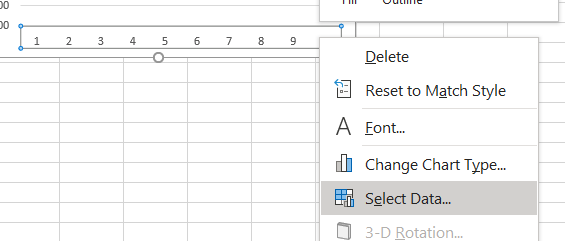 Fill Outline
00
00
1 2 3 4 5 6 7 8 9
Delete
Reset to Match Style
Font...
Change Chart Type...
Select Data...
3-D Rotation...